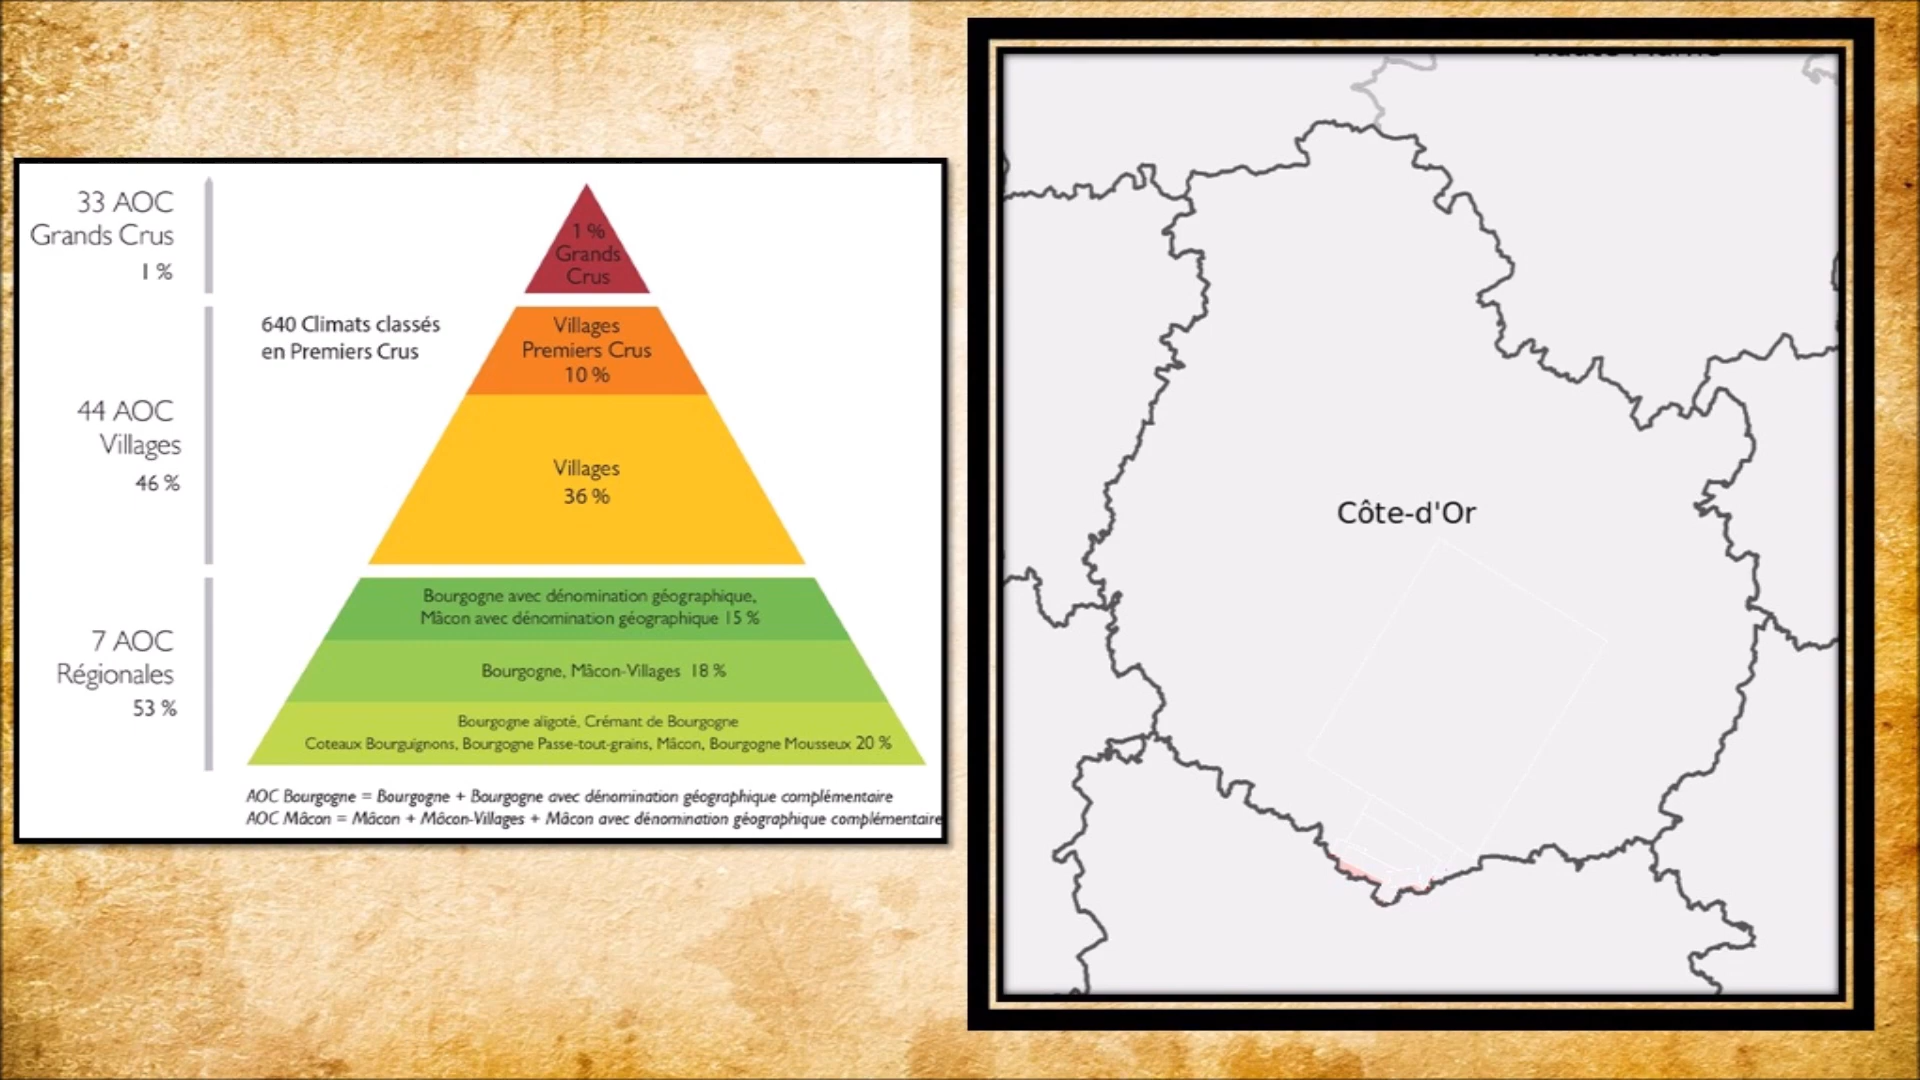 33 AOC
Grands Crus
1 %
1 %
Grands
Crus
640 Climats classés
en Premiers Crus
Villages
Premiers Crus
10 %
44 AOC
Villages
46 %
Villages
36 %
Bourgogne avec dénomination géographique,
Mâcon avec dénomination géographique 15 %
7 AOC
Régionales
53 %
Bourgogne, Mâcon-Villages 18 %
Bourgogne aligoté, Crémant de Bourgogne
Coteaux Bourguignons, Bourgogne Passe-tout-grains, Mâcon, Bourgogne Mousseux 20 %
AOC Bourgogne = Bourgogne + Bourgogne avec dénomination géographique complémentaire
AOC Mâcon = Mâcon + Mâcon-Villages + Mâcon avec dénomination géographique complémentaire
Côte-d'Or